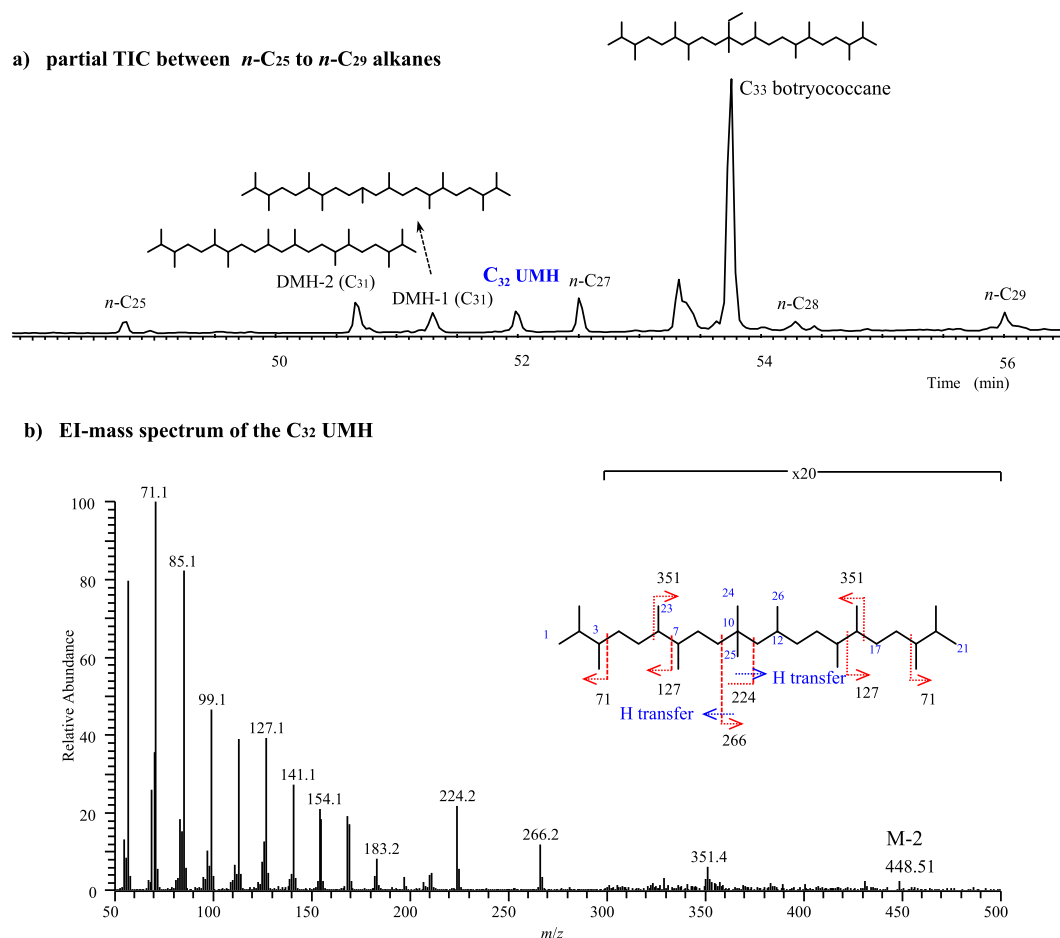 a) partial TIC between n-C25 to n-C29 alkanes
C33 botryococcane
DMH-2 (C31)
C32 UMH
n-C27
DMH-1 (C31)
n-C25
n-C28
n-C29
50
52
54
56
Time (min)
b) EI-mass spectrum of the C32 UMH
x20
71.1
100
85.1
80
351
351
24
26
23
1
3
7
10
12
17
21
25
60
Relative Abundance
71
127
224
H transfer
127
71
99.1
H transfer
266
40
127.1
141.1
154.1
224.2
20
266.2
183.2
M-2
351.4
448.51
0
50
100
150
200
250
300
350
400
450
500
m/z